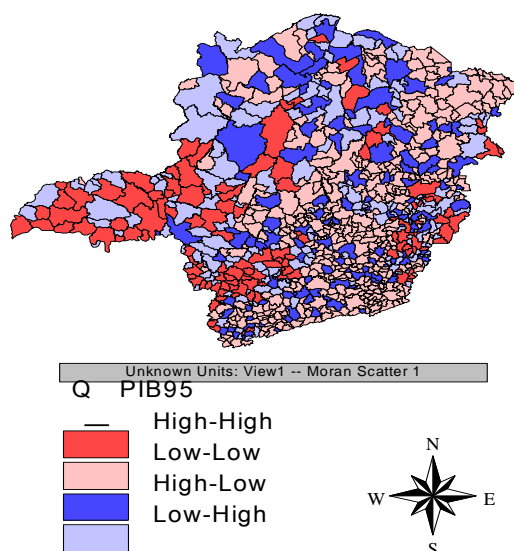 Unknown Units: View1 -- Moran Scatter 1
Q PIB95
High-High
Low-Low
High-Low
Low-High
N
W E
S